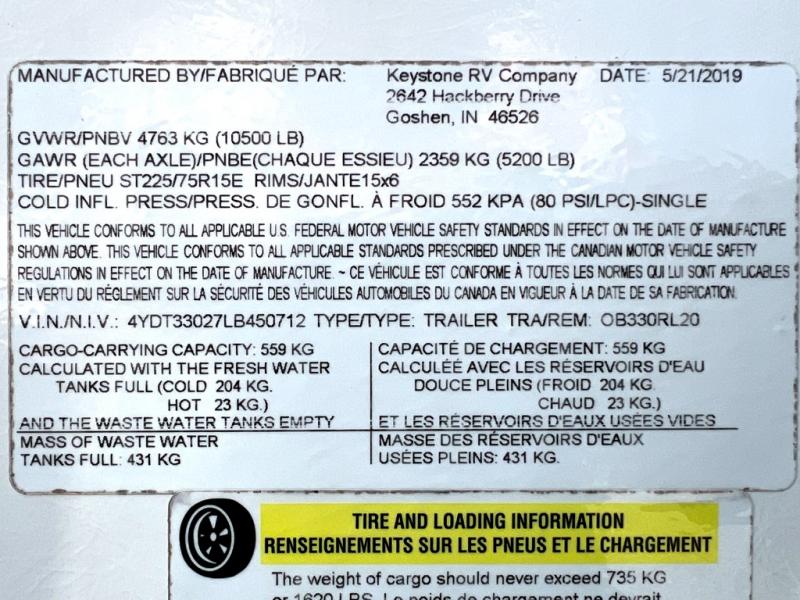 MANUFACTURED BY/FABRIQUÉ PAR: Keystone RV Company DATE: 5/21/2019
2642 Hackberry Drive
Goshen, IN 46526
GVWR/PNBV 4763 KG (10500 LB)
GAWR (EACH AXLE)/PNBE(CHAQUE ESSIEU) 2359 KG (5200 LB)
TIRE/PNEU ST225/75R15E RIMS/JANTE15x6
COLD INFL. PRESS/PRESS. DE GONFL. À FROID 552 KPA (80 PSI/LPC)-SINGLE
THIS VEHICLE CONFORMS TO ALL APPLICABLE U.S. FEDERAL MOTOR VEHICLE SAFETY STANDARDS IN EFFECT ON THE DATE OF MANUFACTURE
SHOWN ABOVE. THIS VEHICLE CONFORMS TO ALL APPLICABLE STANDARDS PRESCRIBED UNDER THE CANADIAN MOTOR VEHICLE SAFETY
REGULATIONS IN EFFECT ON THE DATE OF MANUFACTURE. ~ CE VÉHICULE EST CONFORME À TOUTES LES NORMES QUI LUI SONT APPLICABLES
EN VERTU DU RÈGLEMENT SUR LA SÉCURITÉ DES VÉHICULES AUTOMOBILES DU CANADA EN VIGUEUR À LA DATE DE SA FABRICATION.
V.I.N./N.I.V.: 4YDT33027LB450712 TYPE/TYPE: TRAILER TRA/REM: OB330RL20
CARGO-CARRYING CAPACITY: 559 KG
CALCULATED WITH THE FRESH WATER
TANKS FULL (COLD 204 KG.
HOT 23 KG.)
AND THE WASTE WATER TANKS EMPTY
MASS OF WASTE WATER
TANKS FULL: 431 KG
CAPACITÉ DE CHARGEMENT: 559 KG
CALCULÉE AVEC LES RÉSERVOIRS D'EAU
DOUCE PLEINS (FROID 204 KG.
CHAUD 23 KG.)
ET LES RÉSERVOIRS D'EAUX USÉES VIDES
MASSE DES RÉSERVOIRS D'EAUX
USÉES PLEINS: 431 KG.
TIRE AND LOADING INFORMATION
RENSEIGNEMENTS SUR LES PNEUS ET LE CHARGEMENT
The weight of cargo should never exceed 735 KG
or 1620 LBS. Le poids de chargement ne devrait